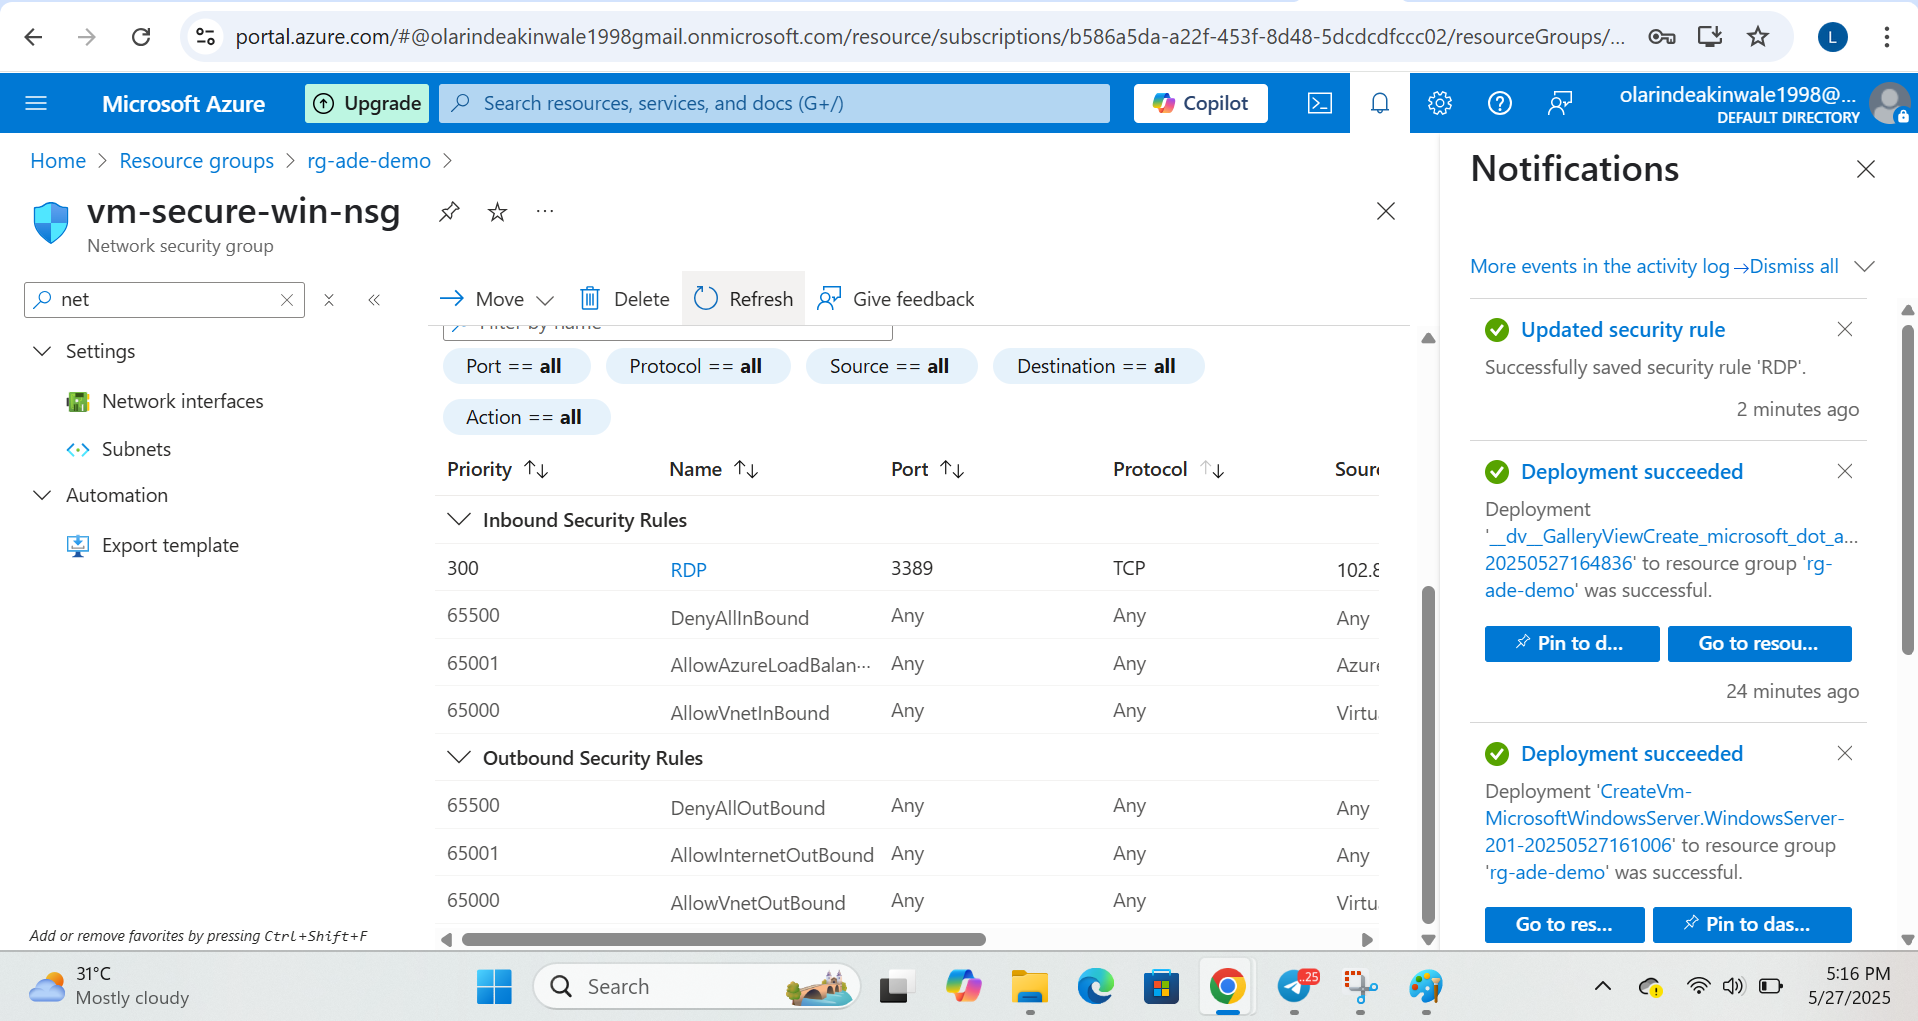 portal.azure.com/#@olarindeakinwale1998gmail.onmicrosoft.com/resource/subscriptions/b586a5da-a22f-453f-8d48-5dcdcdfccc02/resourceGroups/...
L
Microsoft Azure
Upgrade
Search resources, services, and docs (G+/)
Copilot
olarindeakinwale1998@...
DEFAULT DIRECTORY
Home > Resource groups > rg-ade-demo >
vm-secure-win-nsg
Network security group
net
Settings
Network interfaces
Subnets
Automation
Export template
Add or remove favorites by pressing Ctrl+Shift+F
Move
Delete
Refresh
Give feedback
Filter by name
Port == all
Protocol == all
Source == all
Destination == all
Action == all
Priority Name Port Protocol Sour
Inbound Security Rules
300 RDP 3389 TCP 102.8
65500 DenyAllInBound Any Any Any
65001 AllowAzureLoadBalan··· Any Any Azure
65000 AllowVnetInBound Any Any Virtu
Outbound Security Rules
65500 DenyAllOutBound Any Any Any
65001 AllowInternetOutBound Any Any Any
65000 AllowVnetOutBound Any Any Virtu
Notifications
More events in the activity log → Dismiss all
Updated security rule
Successfully saved security rule 'RDP'.
2 minutes ago
Deployment succeeded
Deployment
'__dv__GalleryViewCreate_microsoft_dot_a...
20250527164836' to resource group 'rg-
ade-demo' was successful.
Pin to d...
Go to resou...
24 minutes ago
Deployment succeeded
Deployment 'CreateVm-
MicrosoftWindowsServer.WindowsServer-
201-20250527161006' to resource group
'rg-ade-demo' was successful.
Go to res...
Pin to das...
31°C
Mostly cloudy
Search
..25
5:16 PM
5/27/2025